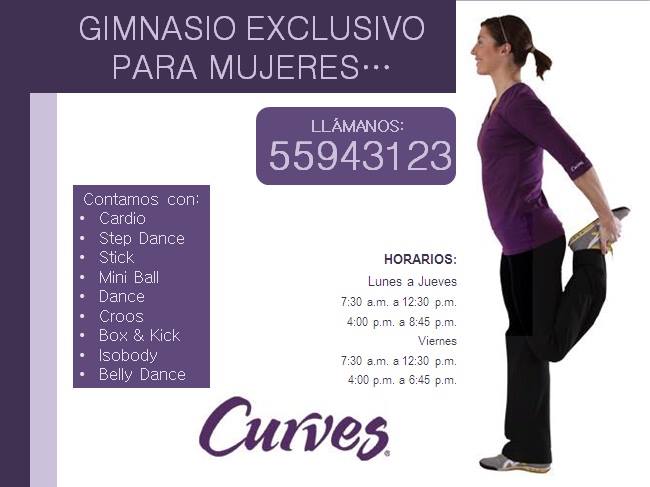 GIMNASIO EXCLUSIVO
PARA MUJERES...
LLÁMANOS:
55943123
Contamos con:
• Cardio
• Step Dance
• Stick
• Mini Ball
• Dance
• Croos
• Box & Kick
• Isobody
• Belly Dance
HORARIOS:
Lunes a Jueves
7:30 a.m. a 12:30 p.m.
4:00 p.m. a 8:45 p.m.
Viernes
7:30 a.m. a 12:30 p.m.
4:00 p.m. a 6:45 p.m.
Curves®
Curves